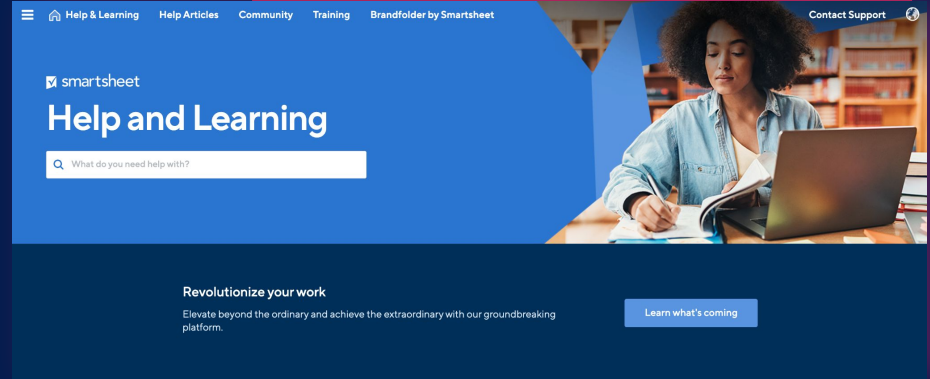 Help & Learning Help Articles Community Training Brandfolder by Smartsheet Contact Support
smartsheet
Help and Learning
What do you need help with?
Revolutionize your work
Elevate beyond the ordinary and achieve the extraordinary with our groundbreaking
platform.
Learn what's coming